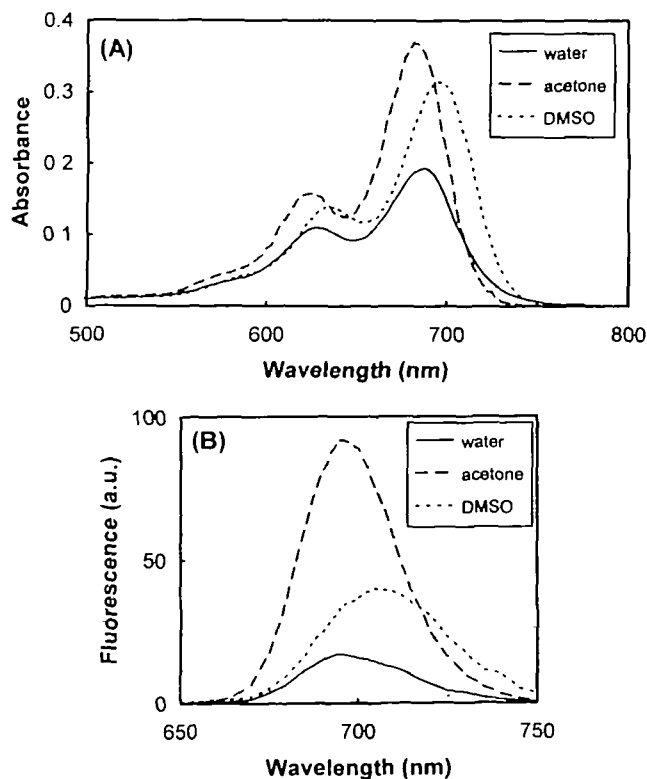 (A)
water
acetone
DMSO
Absorbance
0.4
0.3
0.2
0.1
0
500
600
700
800
Wavelength (nm)
(B)
water
acetone
DMSO
Fluorescence (a.u.)
100
50
0
650
700
750
Wavelength (nm)